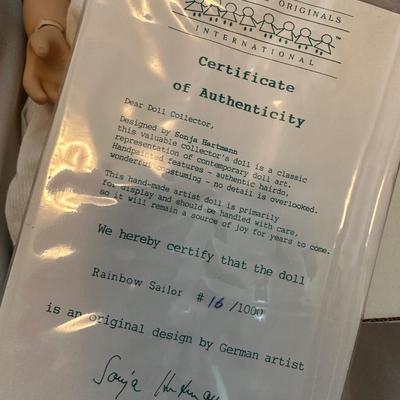 ORIGINALS
INTERNATIONAL
Certificate
of Authenticity
Dear Doll Collector,
Designed by Sonja Hartmann
this valuable collector's doll is a classic
representation of contemporary doll art.
Handpainted features - authentic hairdo,
wonderful costuming - no detail is overlooked.
This hand-made artist doll is primarily
for display and should be handled with care,
so it will remain a source of joy for years to come.
We hereby certify that the doll
Rainbow Sailor # 16 /1000
is an original design by German artist
Sonja Hartmann